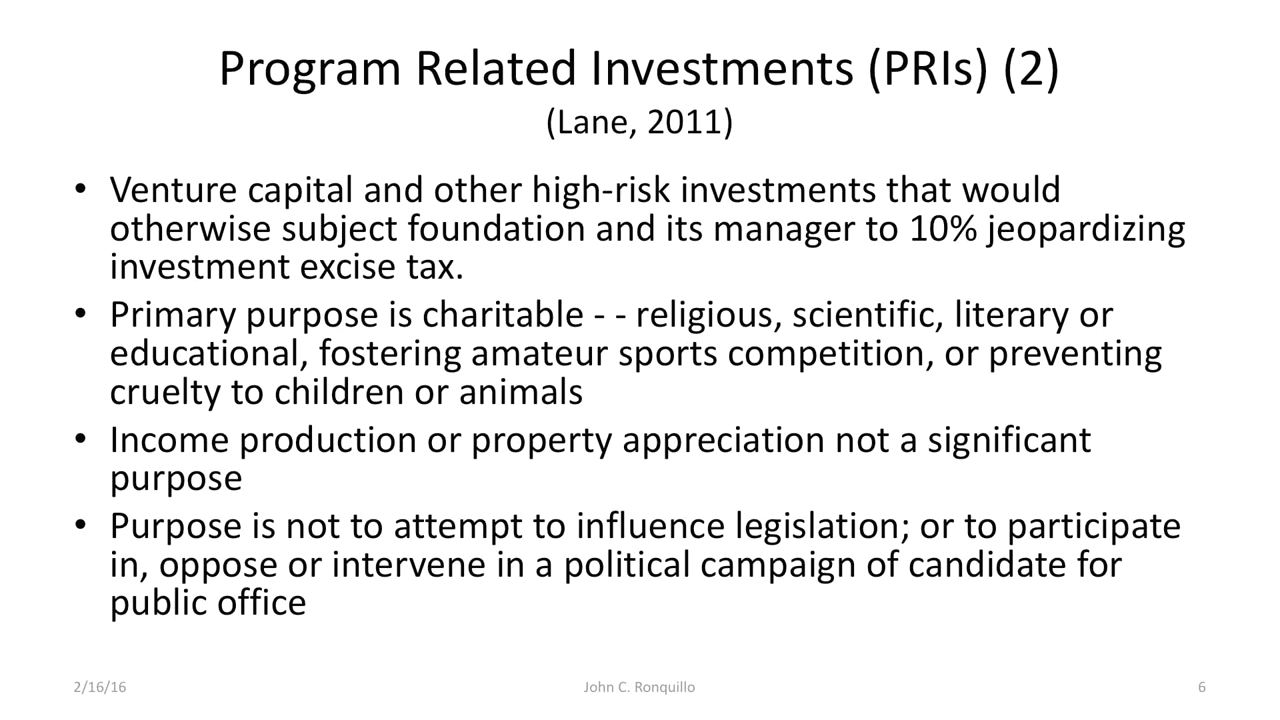 Program Related Investments (PRIs) (2)
(Lane, 2011)
• Venture capital and other high-risk investments that would
otherwise subject foundation and its manager to 10% jeopardizing
investment excise tax.
• Primary purpose is charitable - - religious, scientific, literary or
educational, fostering amateur sports competition, or preventing
cruelty to children or animals
• Income production or property appreciation not a significant
purpose
• Purpose is not to attempt to influence legislation; or to participate
in, oppose or intervene in a political campaign of candidate for
public office
2/16/16
John C. Ronquillo
6